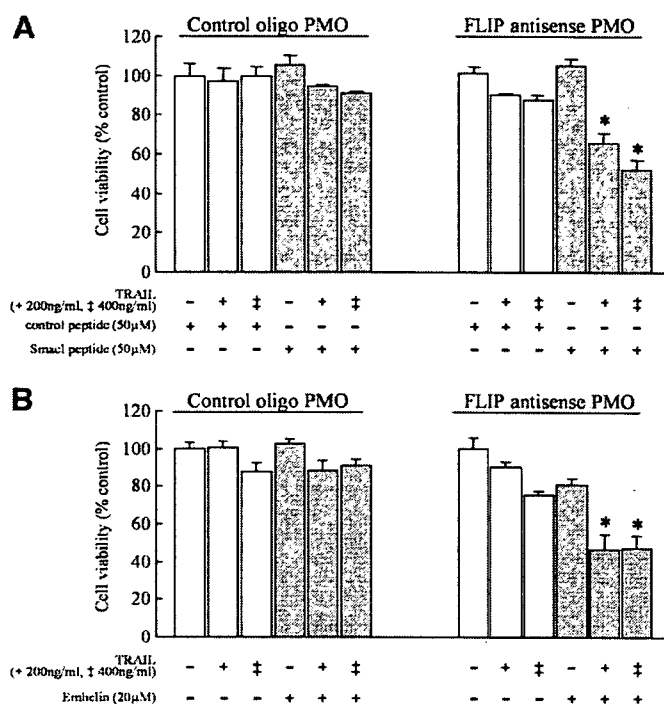 A
Control oligo PMO FLIP antisense PMO
120
100
80
60
40
20
0
Cell viability (% control)
* *
TRAIL - + ‡ - + ‡ - + ‡ - + ‡
(+ 200ng/ml, ‡ 400ng/ml)
control peptide (50µM) + + + - - - + + + - - -
Smac1 peptide (50µM) - - - + + + - - - + + +
B
Control oligo PMO FLIP antisense PMO
120
100
80
60
40
20
0
Cell viability (% control)
* *
TRAIL - + ‡ - + ‡ - + ‡ - + ‡
(+ 200ng/ml, ‡ 400ng/ml)
Embelin (20µM) - - - + + + - - - + + +